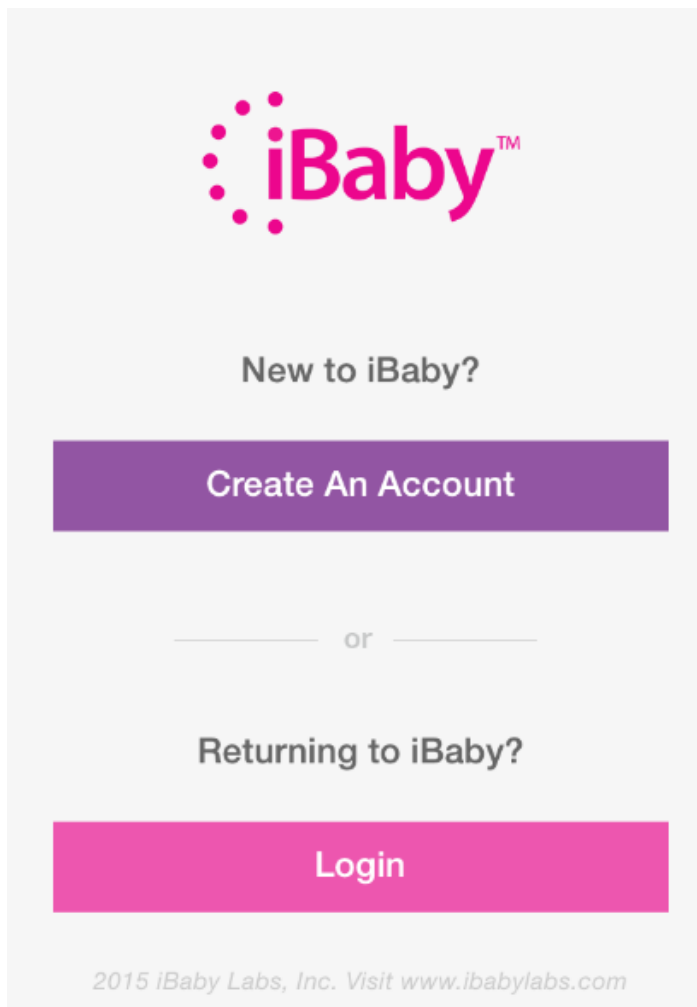 iBaby™
New to iBaby?
Create An Account
or
Returning to iBaby?
Login
2015 iBaby Labs, Inc. Visit www.ibabylabs.com